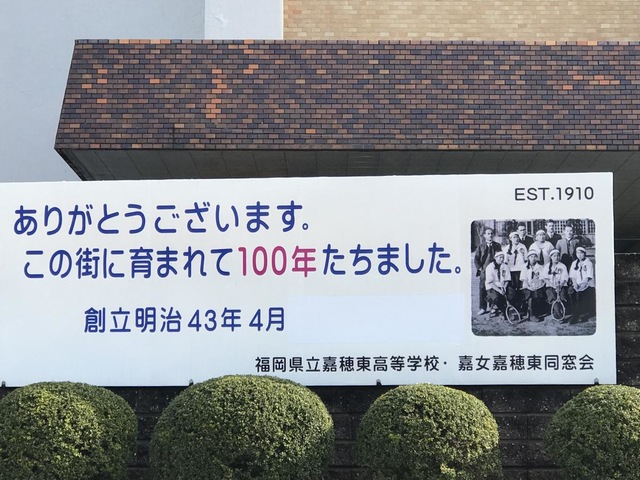 EST.1910
ありがとうございます。
この街に育まれて100年たちました。
創立明治43年4月
福岡県立嘉穂東高等学校・嘉女嘉穂東同窓会